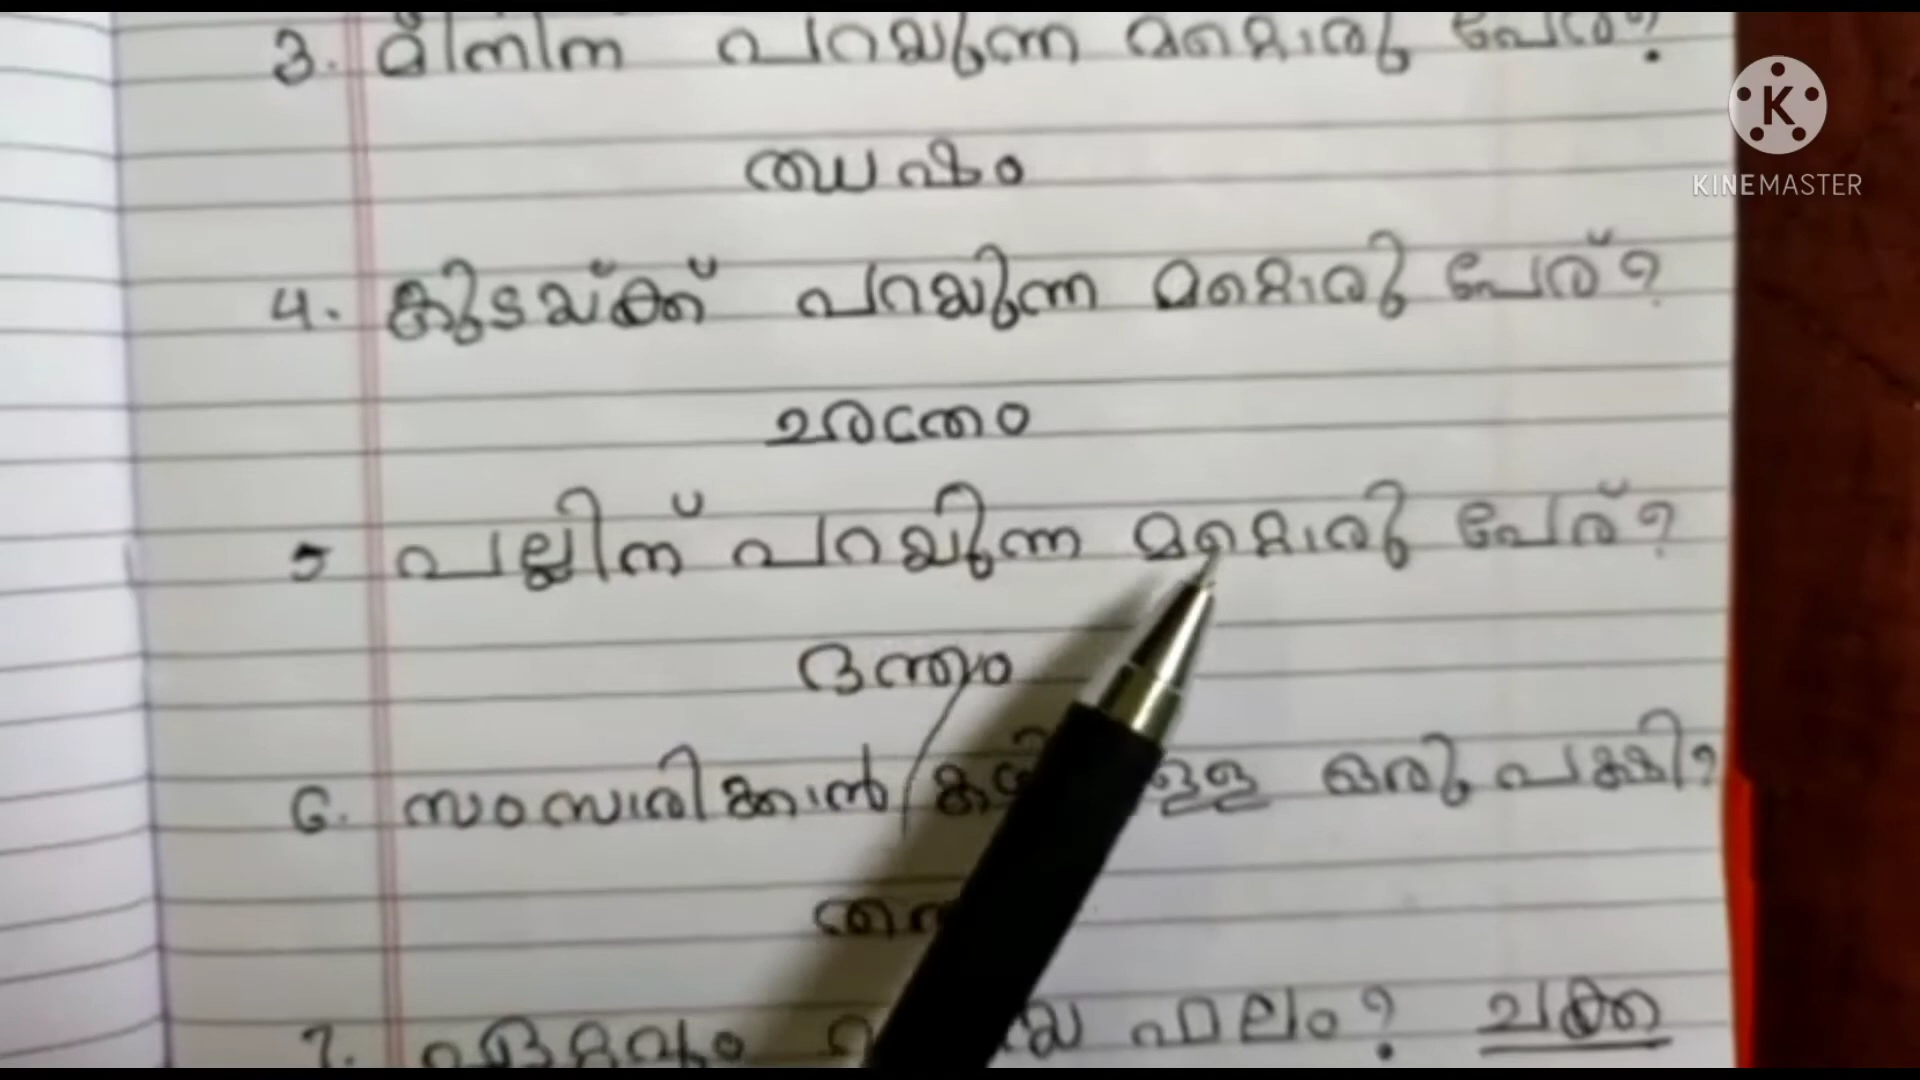 3. മീനിന് പറയുന്ന മറ്റൊരു പേര്?
ഝഷം
4. കുടയ്ക്ക് പറയുന്ന മറ്റൊരു പേര്?
ഛത്രം
5 പല്ലിന് പറയുന്ന മറ്റൊരു പേര്?
ദന്തം
6. സംസാരിക്കാൻ ഒരു പക്ഷി?
7. ഏറ്റവും ഫലം? ചക്ക
K
KINEMASTER